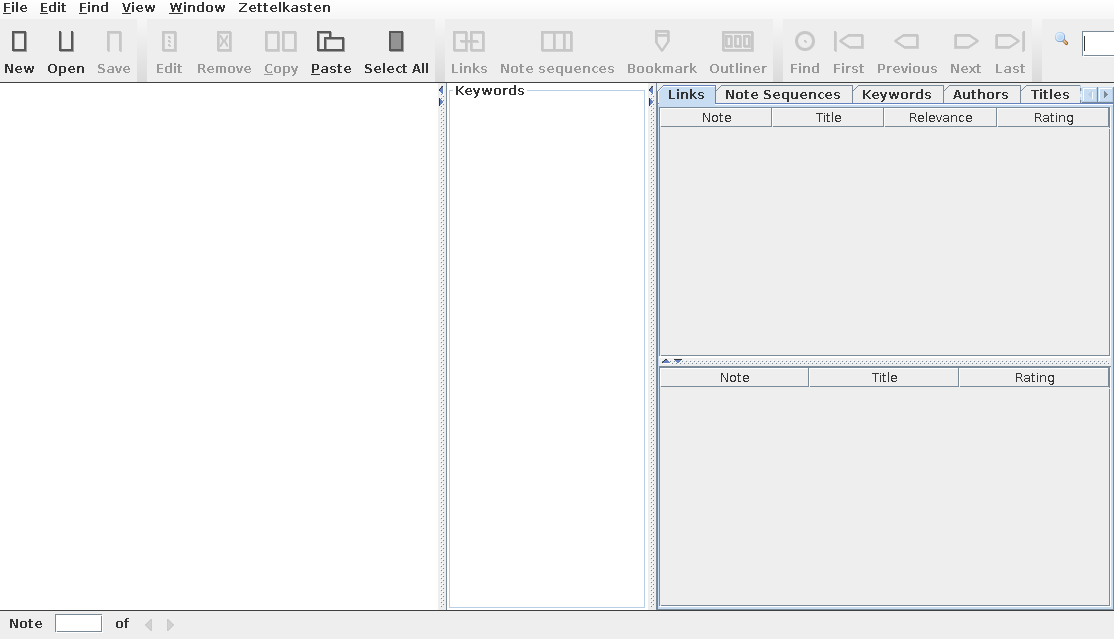 File Edit Find View Window Zettelkasten
New Open Save Edit Remove Copy Paste Select All Links Note sequences Bookmark Outliner Find First Previous Next Last
Keywords
Links Note Sequences Keywords Authors Titles
Note Title Relevance Rating
Note Title Rating
Note of